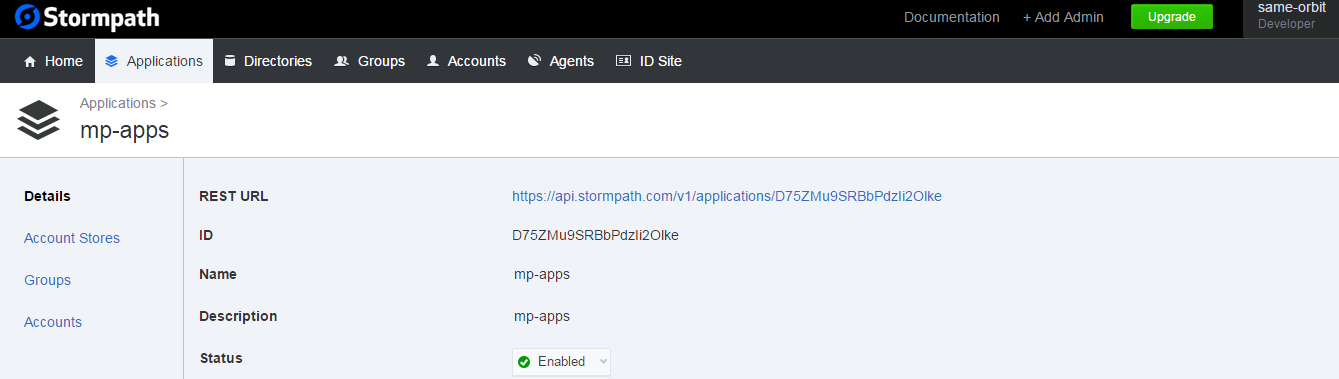 Stormpath
Documentation + Add Admin Upgrade same-orbit
Developer
Home Applications Directories Groups Accounts Agents ID Site
Applications >
mp-apps
Details
Account Stores
Groups
Accounts
REST URL https://api.stormpath.com/v1/applications/D75ZMu9SRBbPdzIi2OIke
ID D75ZMu9SRBbPdzIi2OIke
Name mp-apps
Description mp-apps
Status Enabled